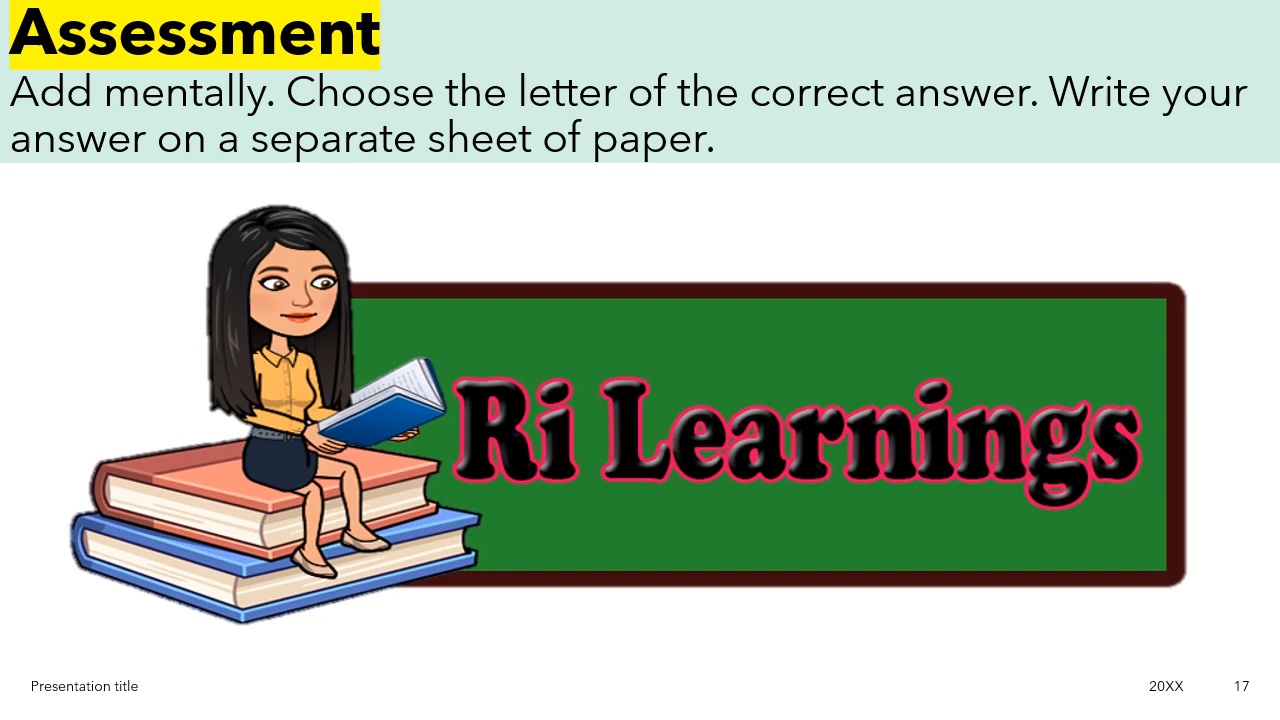 Assessment
Add mentally. Choose the letter of the correct answer. Write your
answer on a separate sheet of paper.
Ri Learnings
Presentation title
20XX
17